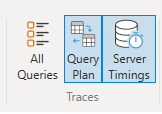 All
Queries
Query
Plan
Server
Timings
Traces